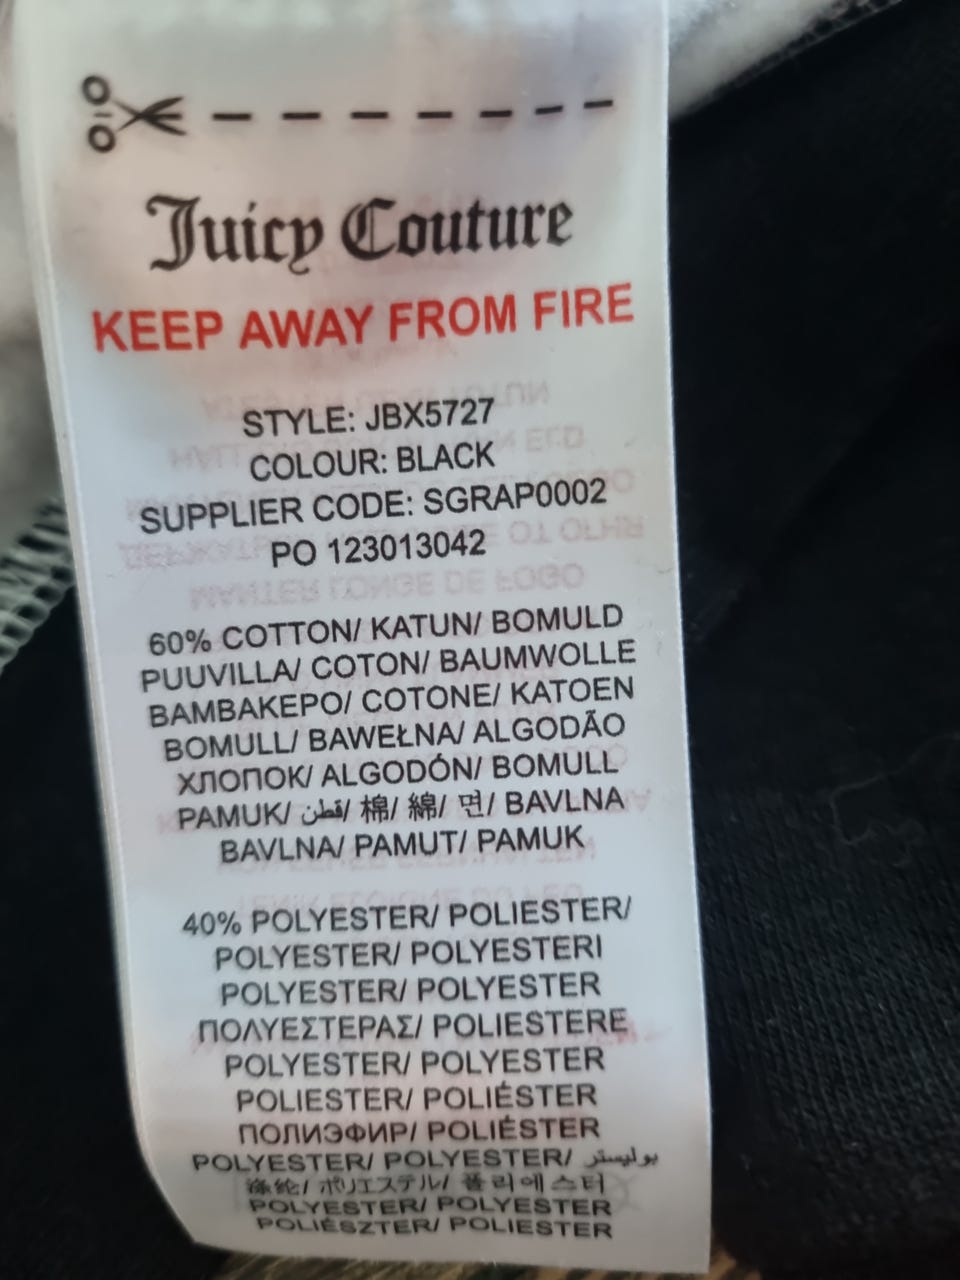 Juicy Couture
KEEP AWAY FROM FIRE
STYLE: JBX5727
COLOUR: BLACK
SUPPLIER CODE: SGRAP0002
PO 123013042
60% COTTON/ KATUN/ BOMULD
PUUVILLA/ COTON/ BAUMWOLLE
ΒΑΜΒΑΚΕΡΟ/ COTONE/ KATOEN
BOMULL/ BAWEŁNA/ ALGODÃO
ХЛОПОК/ ALGODÓN/ BOMULL
PAMUK/ قطن/ 棉/ 綿/ 면/ BAVLNA
BAVLNA/ PAMUT/ PAMUK
40% POLYESTER/ POLIESTER/
POLYESTER/ POLYESTERI
POLYESTER/ POLYESTER
ΠΟΛΥΕΣΤΕΡΑΣ/ POLIESTERE
POLYESTER/ POLYESTER
POLIESTER/ POLIÉSTER
ПОЛИЭФИР/ POLIÉSTER
POLYESTER/ POLYESTER/ بوليستر
涤纶/ ポリエステル/ 폴리에스터
POLYESTER/ POLYESTER
POLIÉSZTER/ POLIESTER